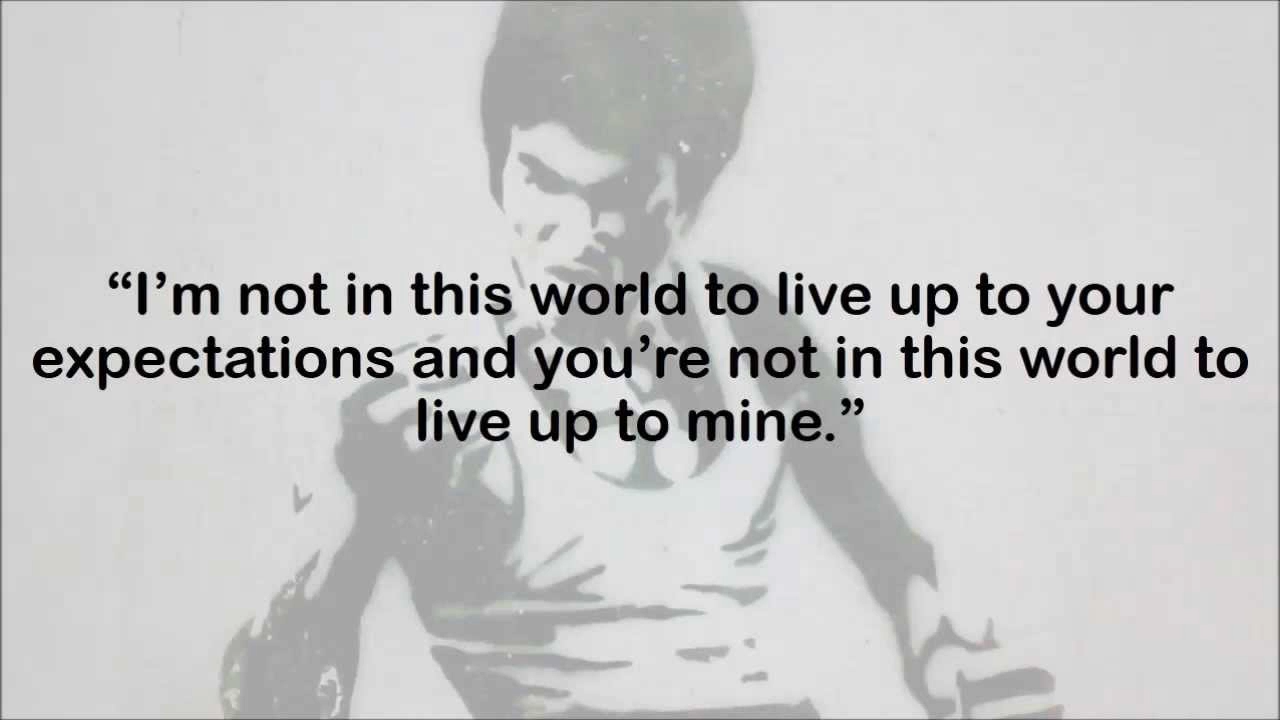 “I’m not in this world to live up to your
expectations and you’re not in this world to
live up to mine.”